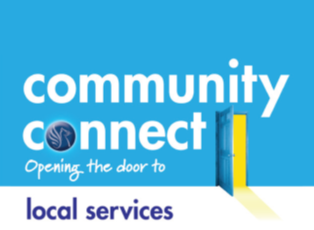 community
connect
Opening the door to
local services